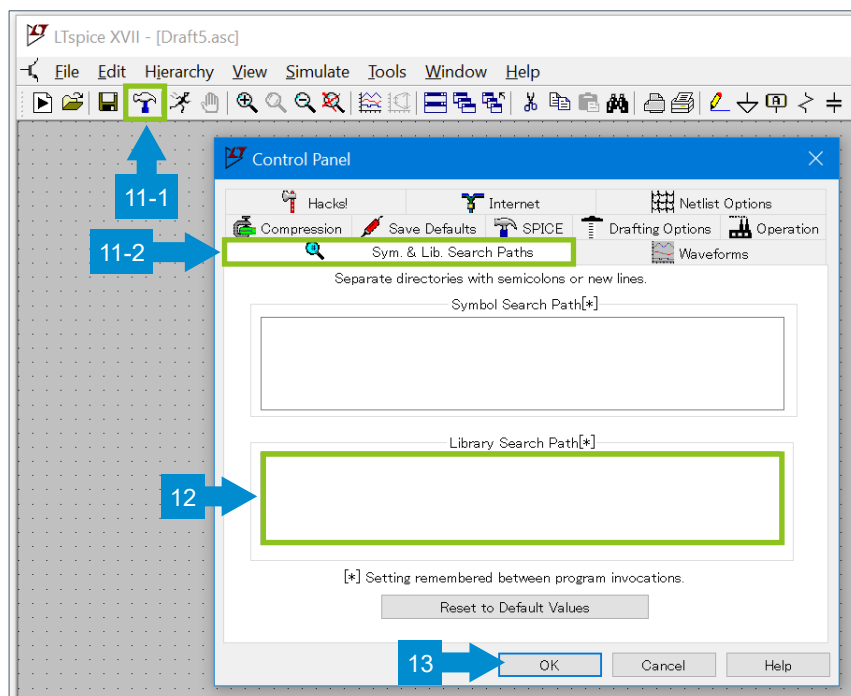 LTspice XVII - [Draft5.asc]
File Edit Hierarchy View Simulate Tools Window Help
11-1
Control Panel
Hacks! Internet Netlist Options
Compression Save Defaults SPICE Drafting Options Operation
11-2
Sym. & Lib. Search Paths Waveforms
Separate directories with semicolons or new lines.
Symbol Search Path[*]
Library Search Path[*]
12
[*] Setting remembered between program invocations.
Reset to Default Values
13
OK Cancel Help